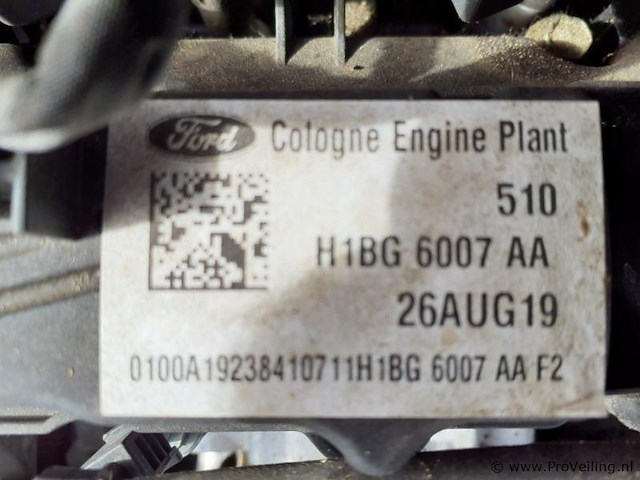 Ford Cologne Engine Plant
510
H1BG 6007 AA
26AUG19
0100A19238410711H1BG 6007 AA F2
© www.ProVeiling.nl